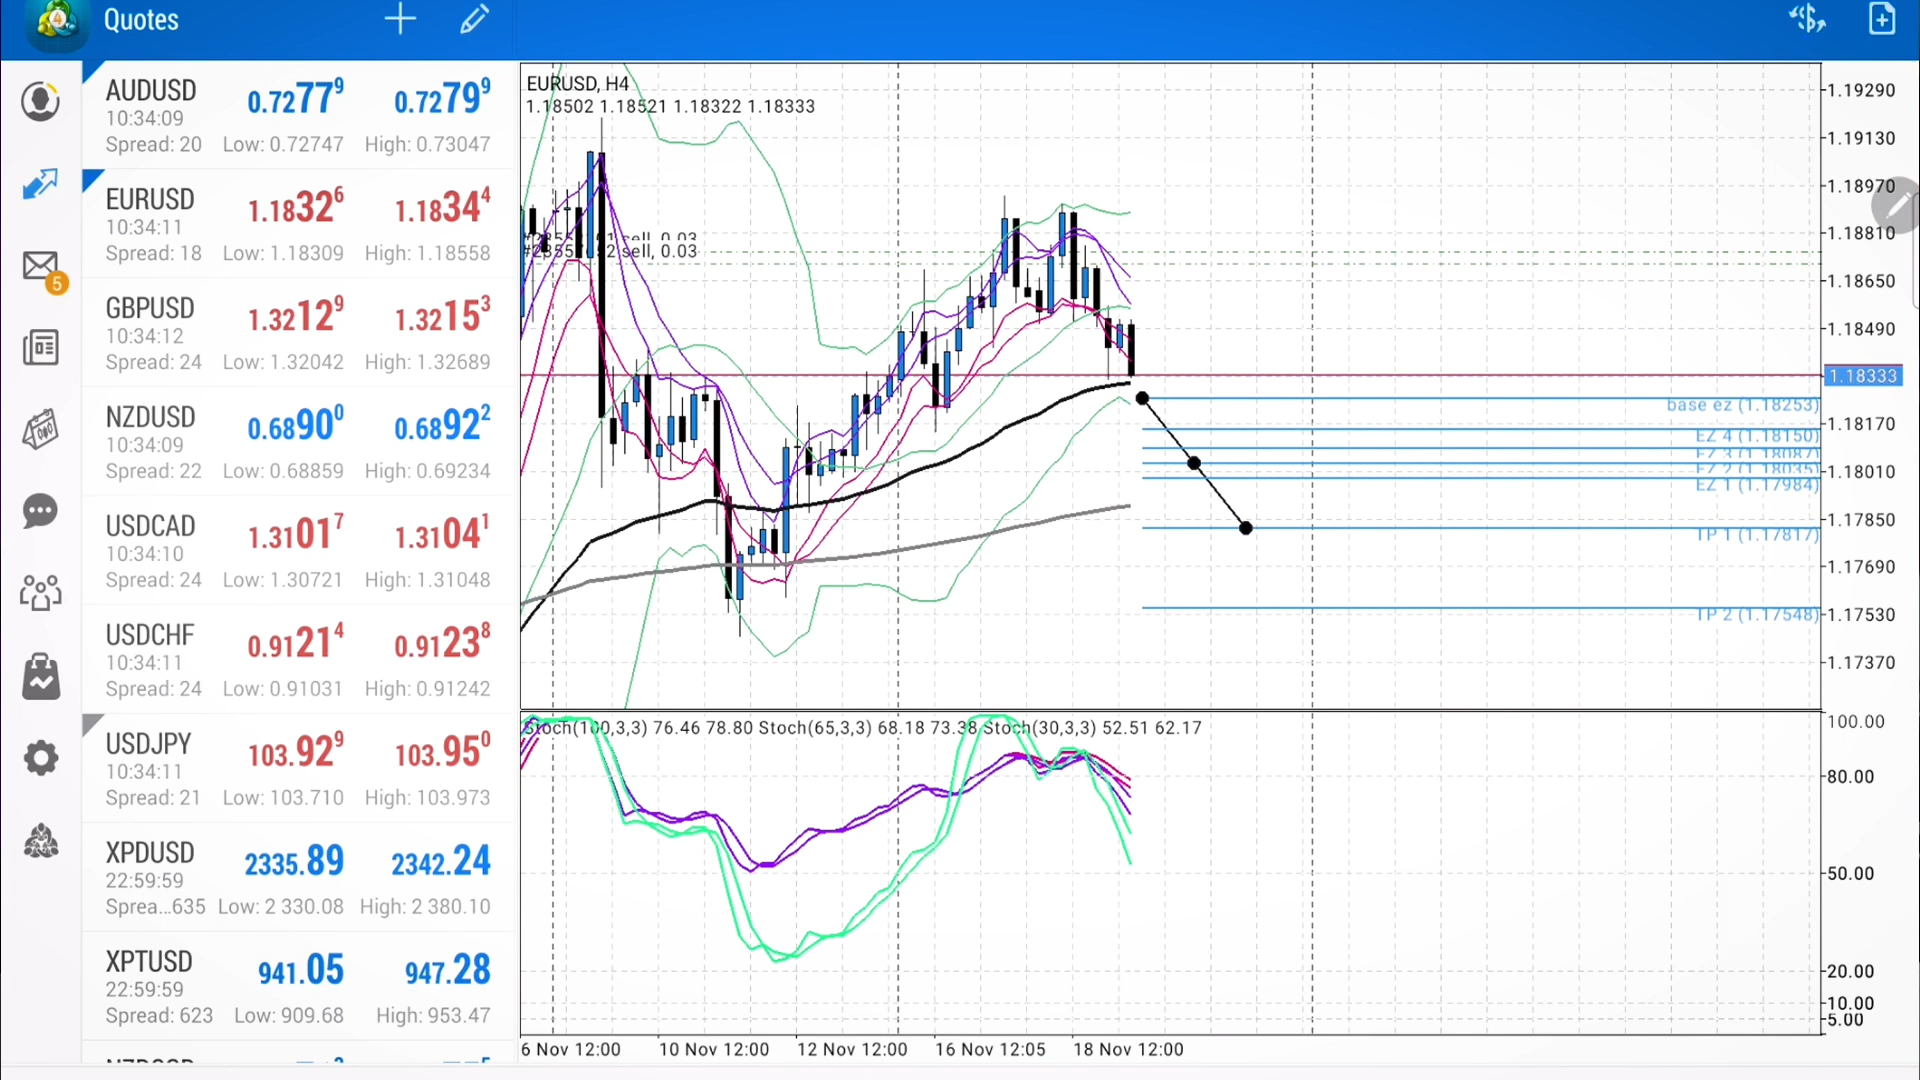 Quotes
AUDUSD 0.72779 0.72799
10:34:09
Spread: 20 Low: 0.72747 High: 0.73047
EURUSD 1.18326 1.18344
10:34:11
Spread: 18 Low: 1.18309 High: 1.18558
5
GBPUSD 1.32129 1.32153
10:34:12
Spread: 24 Low: 1.32042 High: 1.32689
NZDUSD 0.68900 0.68922
10:34:09
Spread: 22 Low: 0.68859 High: 0.69234
USDCAD 1.31017 1.31041
10:34:10
Spread: 24 Low: 1.30721 High: 1.31048
USDCHF 0.91214 0.91238
10:34:11
Spread: 24 Low: 0.91031 High: 0.91242
USDJPY 103.929 103.950
10:34:11
Spread: 21 Low: 103.710 High: 103.973
XPDUSD 2335.89 2342.24
22:59:59
Sprea...635 Low: 2 330.08 High: 2 380.10
XPTUSD 941.05 947.28
22:59:59
Spread: 623 Low: 909.68 High: 953.47
EURUSD, H4
1.18502 1.18521 1.18322 1.18333
sell, 0.03
sell, 0.03
base ez (1.18253)
EZ 4 (1.18150)
EZ 3 (1.18087)
EZ 2 (1.18035)
EZ 1 (1.17984)
TP 1 (1.17817)
TP 2 (1.17548)
1.19290
1.19130
1.18970
1.18810
1.18650
1.18490
1.18333
1.18170
1.18010
1.17850
1.17690
1.17530
1.17370
Stoch(100,3,3) 76.46 78.80 Stoch(65,3,3) 68.18 73.38 Stoch(30,3,3) 52.51 62.17
100.00
80.00
50.00
20.00
10.00
5.00
6 Nov 12:00 10 Nov 12:00 12 Nov 12:00 16 Nov 12:05 18 Nov 12:00